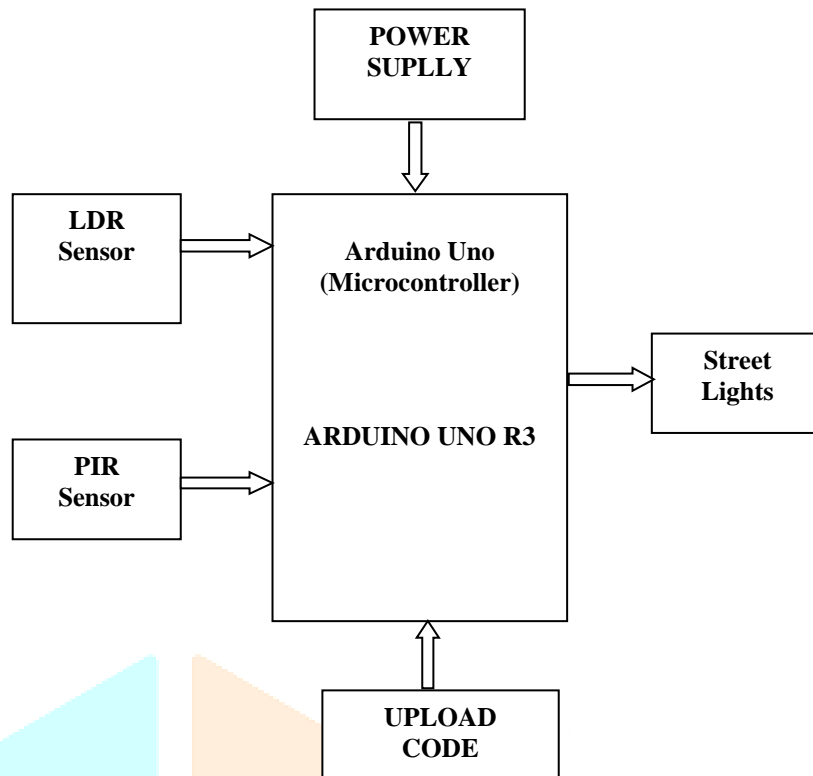 POWER
SUPLLY
LDR
Sensor
Arduino Uno
(Microcontroller)
Street
Lights
ARDUINO UNO R3
PIR
Sensor
UPLOAD
CODE